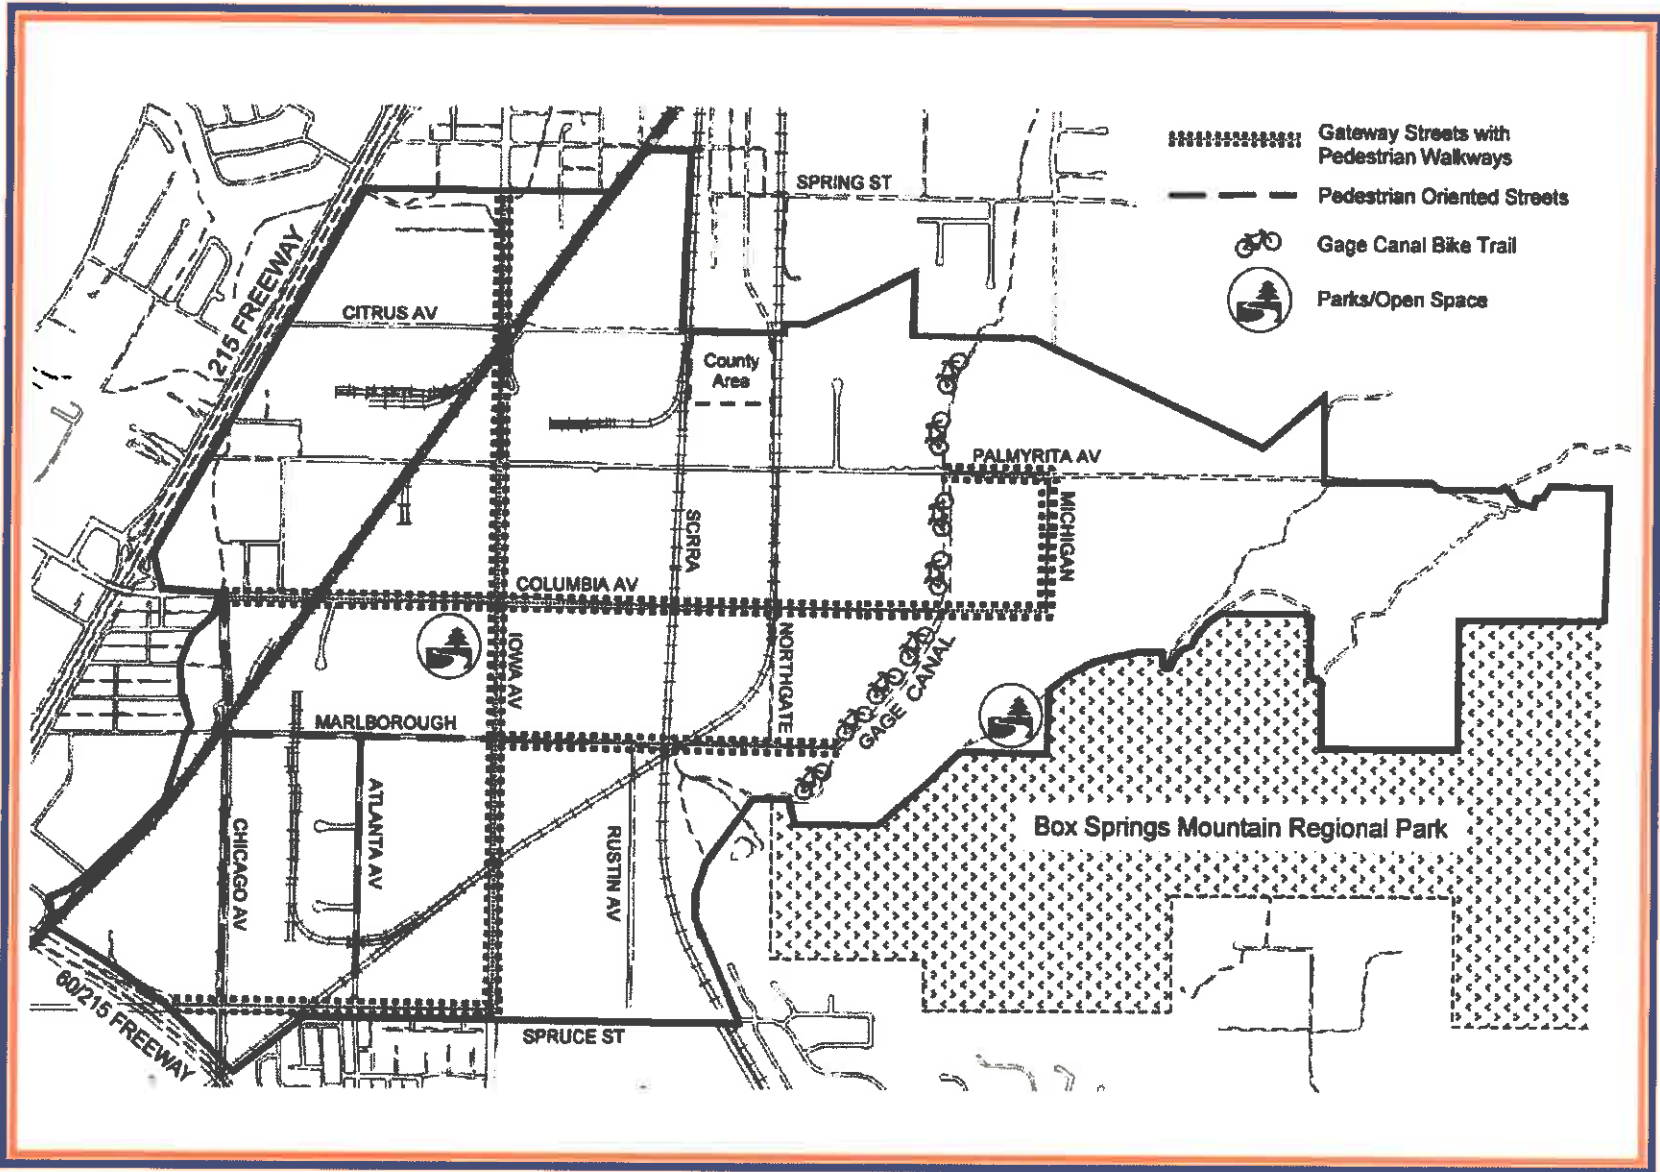 Gateway Streets with
Pedestrian Walkways
SPRING ST
Pedestrian Oriented Streets
Gage Canal Bike Trail
Parks/Open Space
215 FREEWAY
CITRUS AV
County
Area
PALMYRITA AV
SCRRA
MICHIGAN
COLUMBIA AV
IOWA AV
NORTHGATE
GAGE CANAL
MARLBOROUGH
ATLANTA AV
CHICAGO AV
RUSTIN AV
Box Springs Mountain Regional Park
60/215 FREEWAY
SPRUCE ST